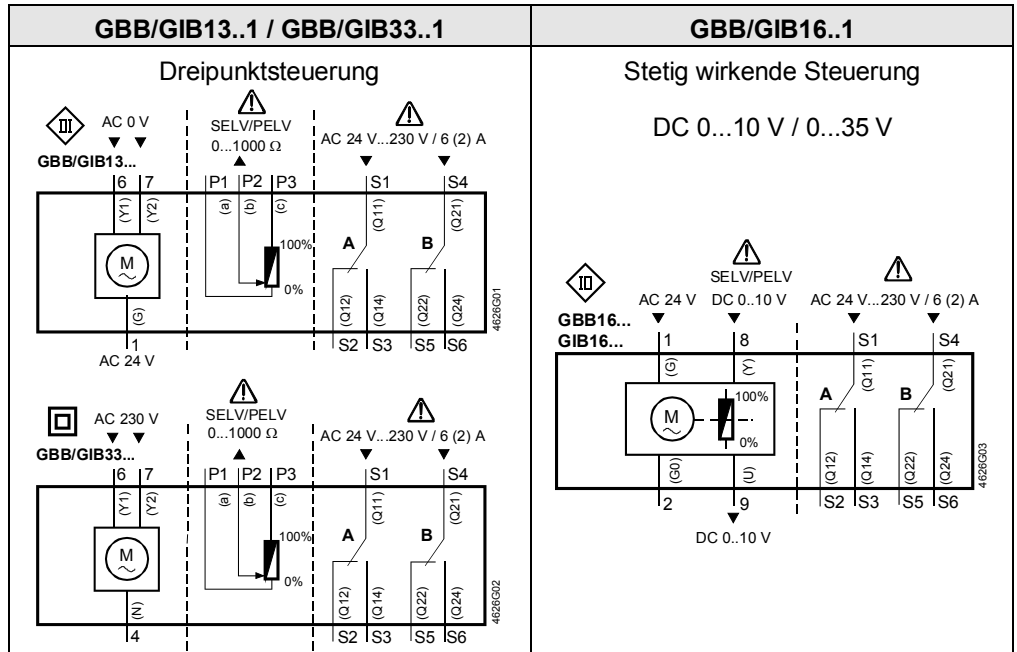 GBB/GIB13..1 / GBB/GIB33..1
Dreipunktsteuerung
III
AC 0 V
SELV/PELV
0...1000 Ω
AC 24 V...230 V / 6 (2) A
GBB/GIB13...
6 7 P1 P2 P3 S1 S4
(Y1) (Y2) (a) (b) (c) (Q11) (Q21)
M
100%
0%
A B
(G) (Q12) (Q14) (Q22) (Q24)
1 S2 S3 S5 S6
AC 24 V
4626G01
AC 230 V
SELV/PELV
0...1000 Ω
AC 24 V...230 V / 6 (2) A
GBB/GIB33...
6 7 P1 P2 P3 S1 S4
(Y1) (Y2) (a) (b) (c) (Q11) (Q21)
M
100%
0%
A B
(N) (Q12) (Q14) (Q22) (Q24)
4 S2 S3 S5 S6
4626G02
GBB/GIB16..1
Stetig wirkende Steuerung
DC 0...10 V / 0...35 V
III
SELV/PELV
AC 24 V DC 0..10 V AC 24 V...230 V / 6 (2) A
GBB16...
GIB16...
1 8 S1 S4
(G) (Y) (Q11) (Q21)
M
100%
0%
A B
(G0) (U) (Q12) (Q14) (Q22) (Q24)
2 9 S2 S3 S5 S6
DC 0..10 V
4626G03